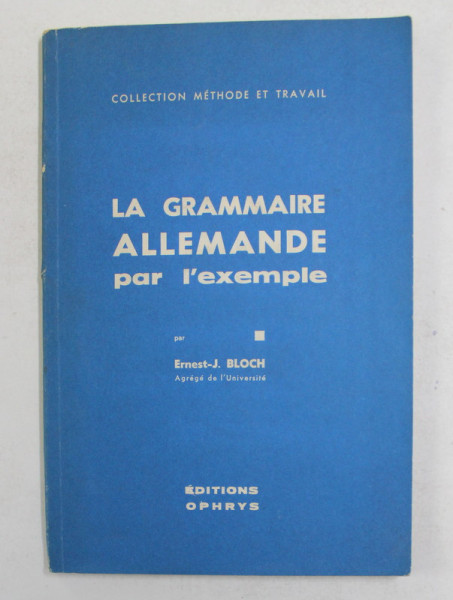 COLLECTION MÉTHODE ET TRAVAIL
LA GRAMMAIRE
ALLEMANDE
par l'exemple
par
Ernest-J. BLOCH
Agrégé de l'Université
ÉDITIONS
OPHRYS